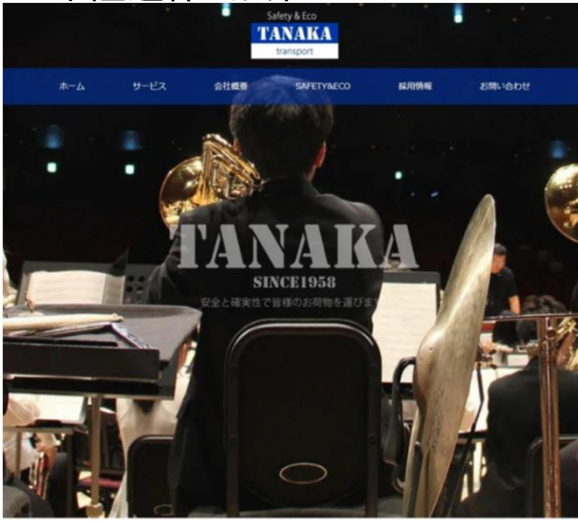 Safety & Eco
TANAKA
transport
ホーム サービス 会社概要 SAFETY&ECO 採用情報 お問い合わせ
TANAKA
SINCE1958
安全と確実性で皆様のお荷物を運びます